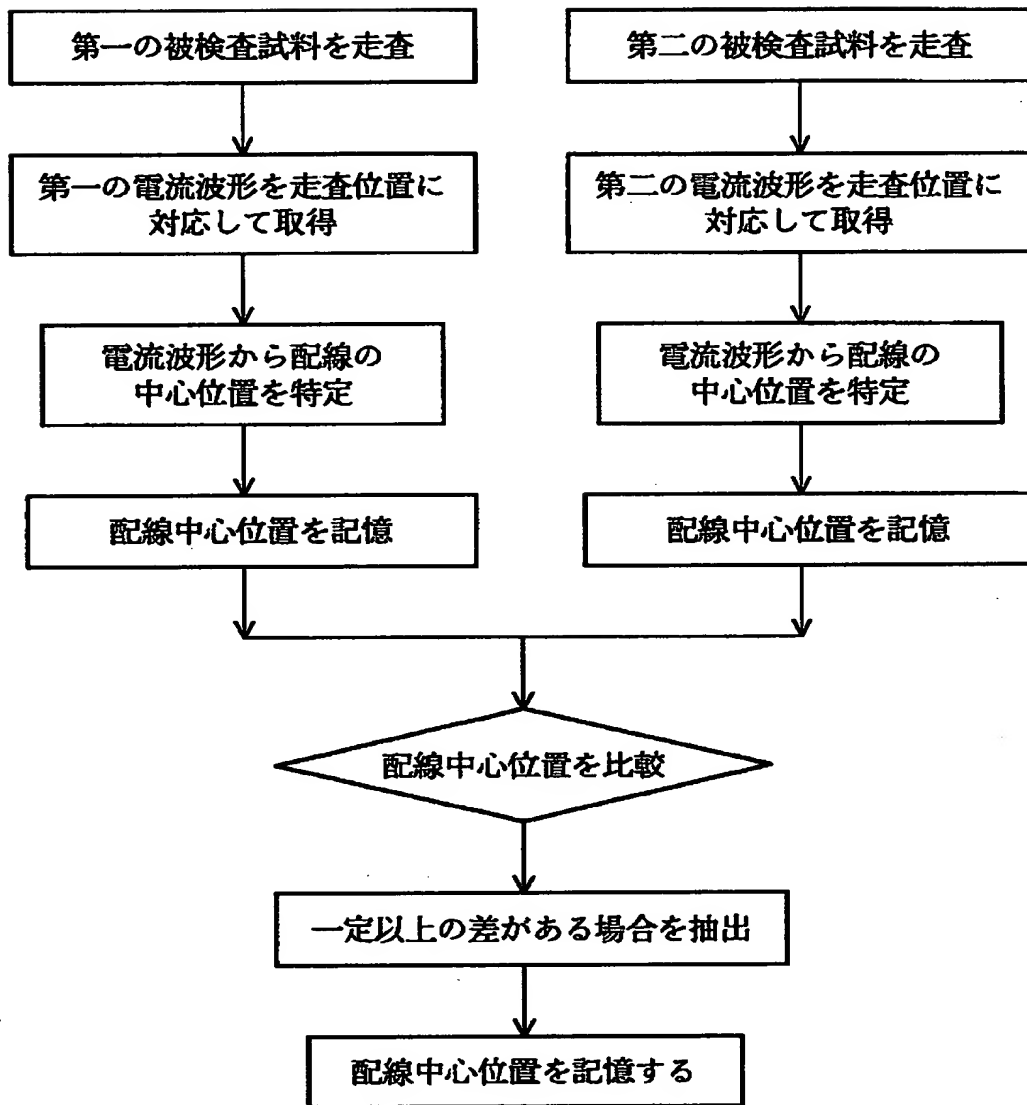 第一の被検査試料を走査
第一の電流波形を走査位置に
対応して取得
電流波形から配線の
中心位置を特定
配線中心位置を記憶
第二の被検査試料を走査
第二の電流波形を走査位置に
対応して取得
電流波形から配線の
中心位置を特定
配線中心位置を記憶
配線中心位置を比較
一定以上の差がある場合を抽出
配線中心位置を記憶する